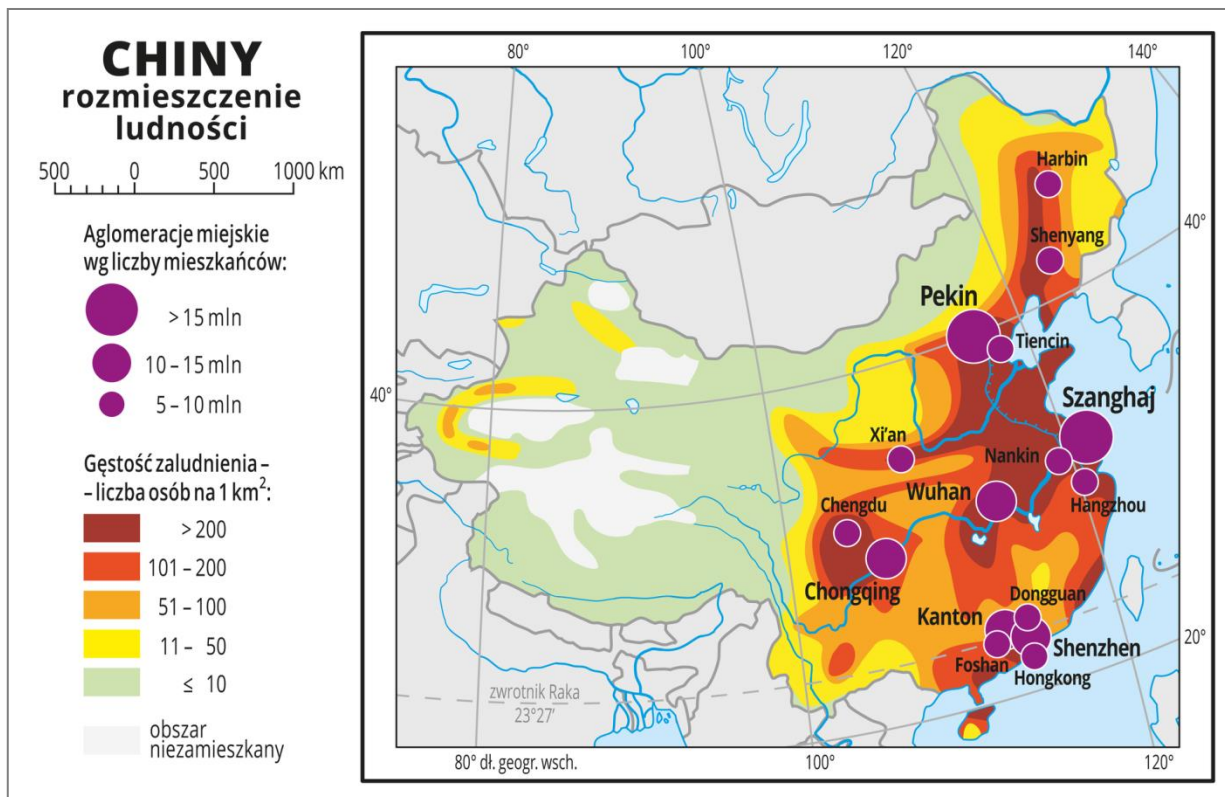 CHINY
rozmieszczenie
ludności
500 0 500 1000 km
Aglomeracje miejskie
wg liczby mieszkańców:
> 15 mln
10 – 15 mln
5 – 10 mln
Gęstość zaludnienia –
– liczba osób na 1 km²:
> 200
101 – 200
51 – 100
11 – 50
≤ 10
obszar
niezamieszkany
80° 100° 120° 140°
Harbin
40°
Shenyang
Pekin
Tiencin
40°
Szanghaj
Xi'an
Nankin
Wuhan
Hangzhou
Chengdu
Chongqing
Dongguan
Kanton
20°
Shenzhen
Foshan
Hongkong
zwrotnik Raka
23°27'
80° dł. geogr. wsch. 100° 120°